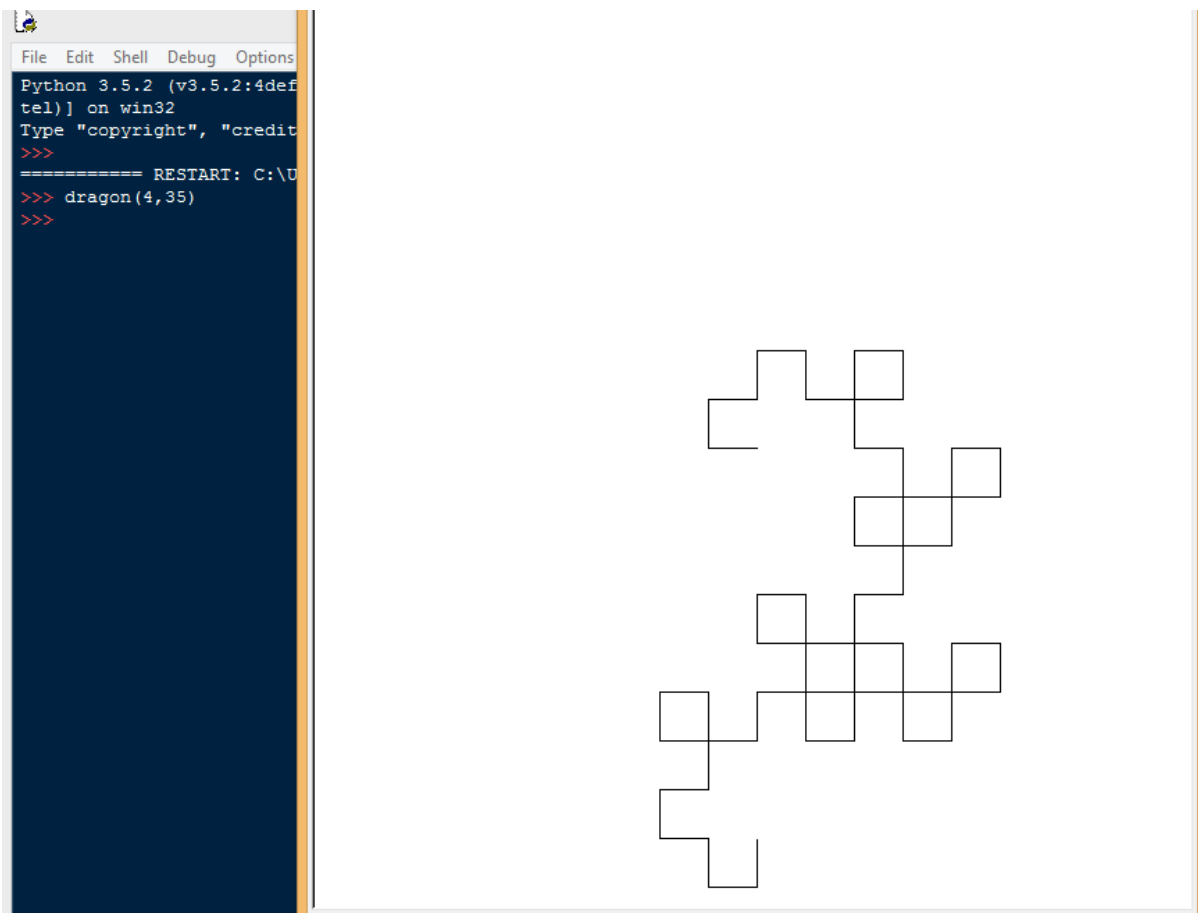 File Edit Shell Debug Options
Python 3.5.2 (v3.5.2:4def
tel)] on win32
Type "copyright", "credit
>>>
=========== RESTART: C:\U
>>> dragon(4,35)
>>>